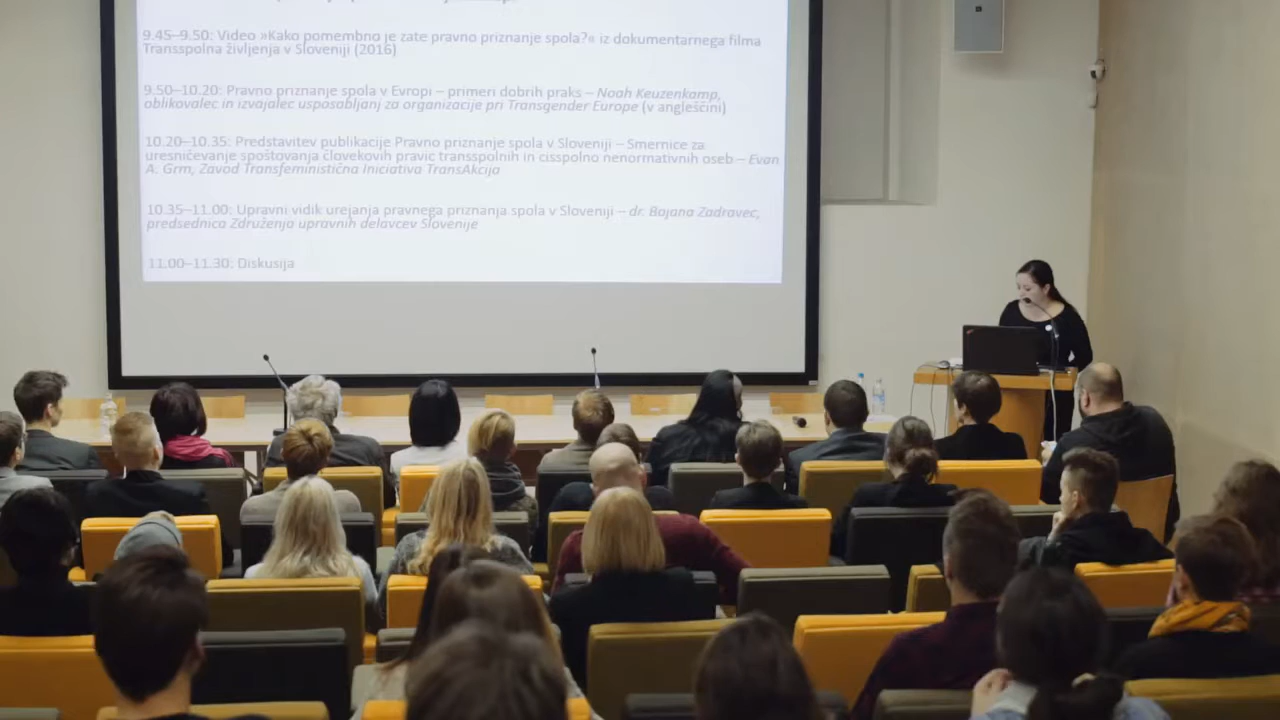 9.45–9.50: Video »Kako pomembno je zate pravno priznanje spola?« iz dokumentarnega filma
Transspolna življenja v Sloveniji (2016)
9.50–10.20: Pravno priznanje spola v Evropi – primeri dobrih praks – Noah Keuzenkamp,
oblikovalec in izvajalec usposabljanj za organizacije pri Transgender Europe (v angleščini)
10.20–10.35: Predstavitev publikacije Pravno priznanje spola v Sloveniji – Smernice za
uresničevanje spoštovanja človekovih pravic transspolnih in cisspolno nenormativnih oseb – Evan
A. Grm, Zavod Transfeministična Iniciativa TransAkcija
10.35–11.00: Upravni vidik urejanja pravnega priznanja spola v Sloveniji – dr. Bojana Zadravec,
predsednica Združenja upravnih delavcev Slovenije
11.00–11.30: Diskusija